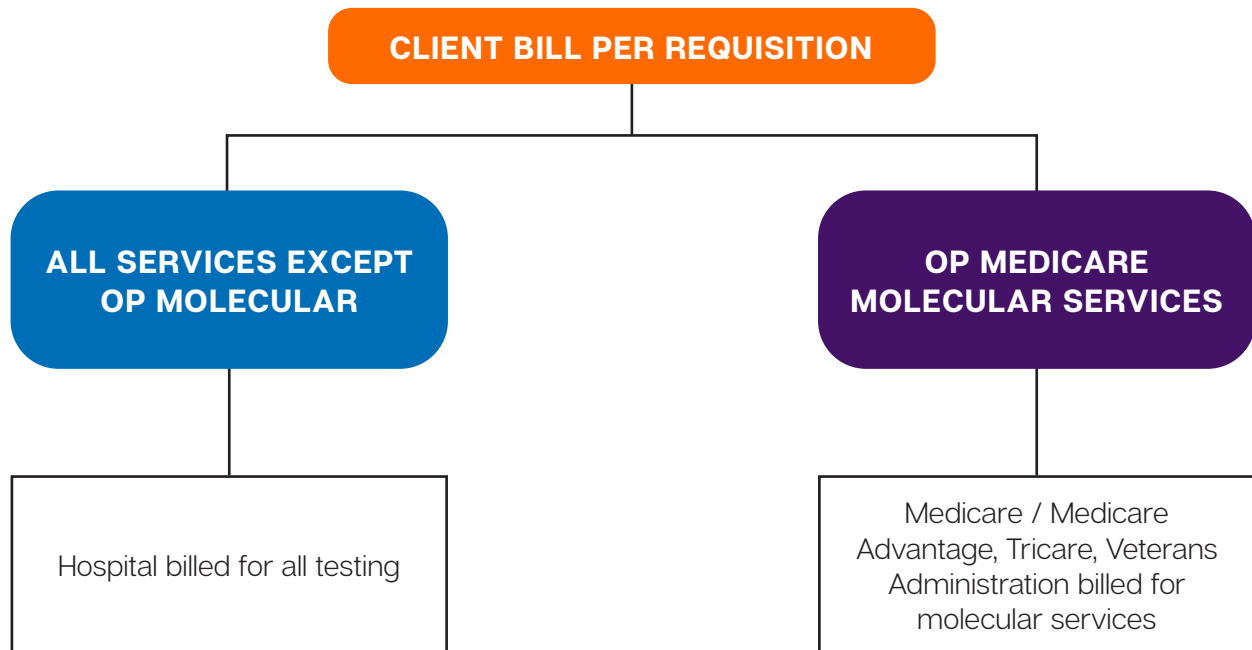 CLIENT BILL PER REQUISITION
ALL SERVICES EXCEPT
OP MOLECULAR
OP MEDICARE
MOLECULAR SERVICES
Hospital billed for all testing
Medicare / Medicare
Advantage, Tricare, Veterans
Administration billed for
molecular services